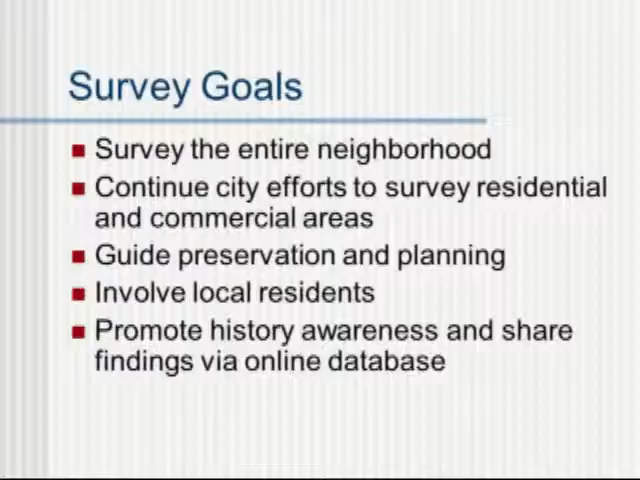 Survey Goals
Survey the entire neighborhood
Continue city efforts to survey residential
and commercial areas
Guide preservation and planning
Involve local residents
Promote history awareness and share
findings via online database